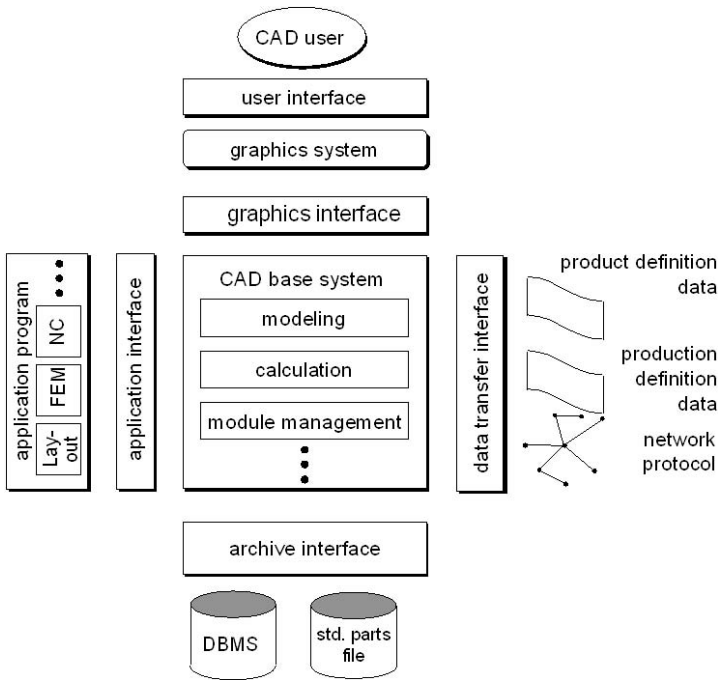 CAD user
user interface
graphics system
graphics interface
application program
NC
FEM
Lay-
out
application interface
CAD base system
modeling
calculation
module management
data transfer interface
product definition
data
production
definition
data
network
protocol
archive interface
DBMS
std. parts
file